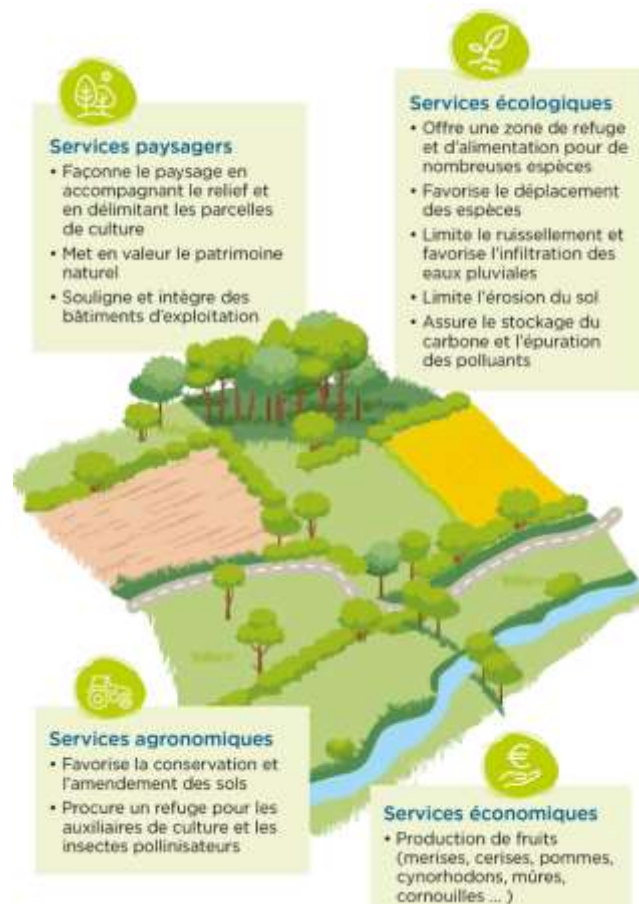 Services paysagers
• Façonne le paysage en
accompagnant le relief et
en délimitant les parcelles
de culture
• Met en valeur le patrimoine
naturel
• Souligne et intègre des
bâtiments d'exploitation
Services écologiques
• Offre une zone de refuge
et d'alimentation pour de
nombreuses espèces
• Favorise le déplacement
des espèces
• Limite le ruissellement et
favorise l'infiltration des
eaux pluviales
• Limite l'érosion du sol
• Assure le stockage du
carbone et l'épuration
des polluants
Services agronomiques
• Favorise la conservation et
l'amendement des sols
• Procure un refuge pour les
auxiliaires de culture et les
insectes pollinisateurs
€
Services économiques
• Production de fruits
(merises, cerises, pommes,
cynorhodons, mûres,
cornouilles ... )